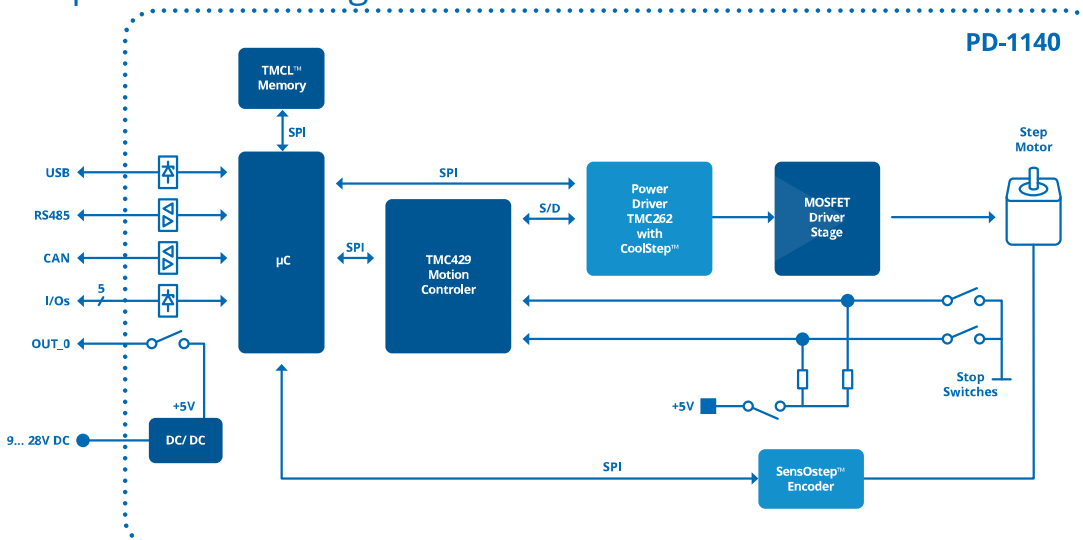 PD-1140
TMCL™
Memory
SPI
Step
Motor
USB
RS485
CAN
5
I/Os
OUT_0
+5V
9... 28V DC
DC/ DC
µC
SPI
SPI
S/D
TMC429
Motion
Controler
Power
Driver
TMC262
with
CoolStep™
MOSFET
Driver
Stage
Stop
Switches
+5V
SPI
SensOstep™
Encoder